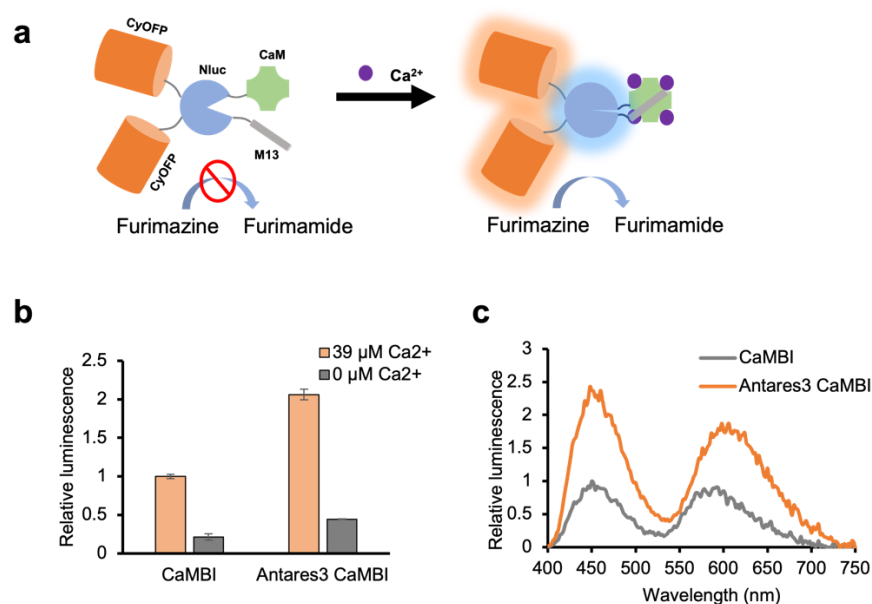 a
CyOFP
Nluc
CaM
CyOFP
M13
Furimazine
Furimamide
Ca²⁺
Furimazine
Furimamide
b
39 µM Ca2+
0 µM Ca2+
Relative luminescence
2.5
2
1.5
1
0.5
0
CaMBI
Antares3 CaMBI
c
CaMBI
Antares3 CaMBI
Relative luminescence
3
2.5
2
1.5
1
0.5
0
400 450 500 550 600 650 700 750
Wavelength (nm)